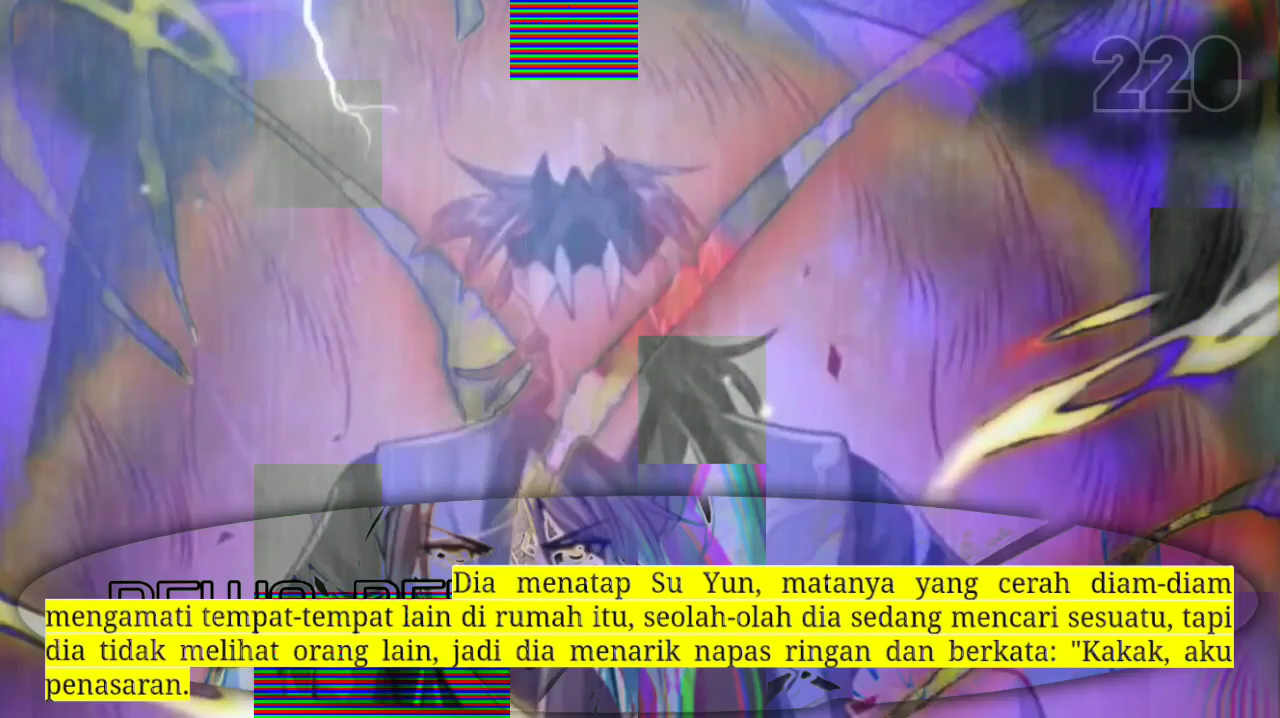 220
Dia menatap Su Yun, matanya yang cerah diam-diam
mengamati tempat-tempat lain di rumah itu, seolah-olah dia sedang mencari sesuatu, tapi
dia tidak melihat orang lain, jadi dia menarik napas ringan dan berkata: "Kakak, aku
penasaran.